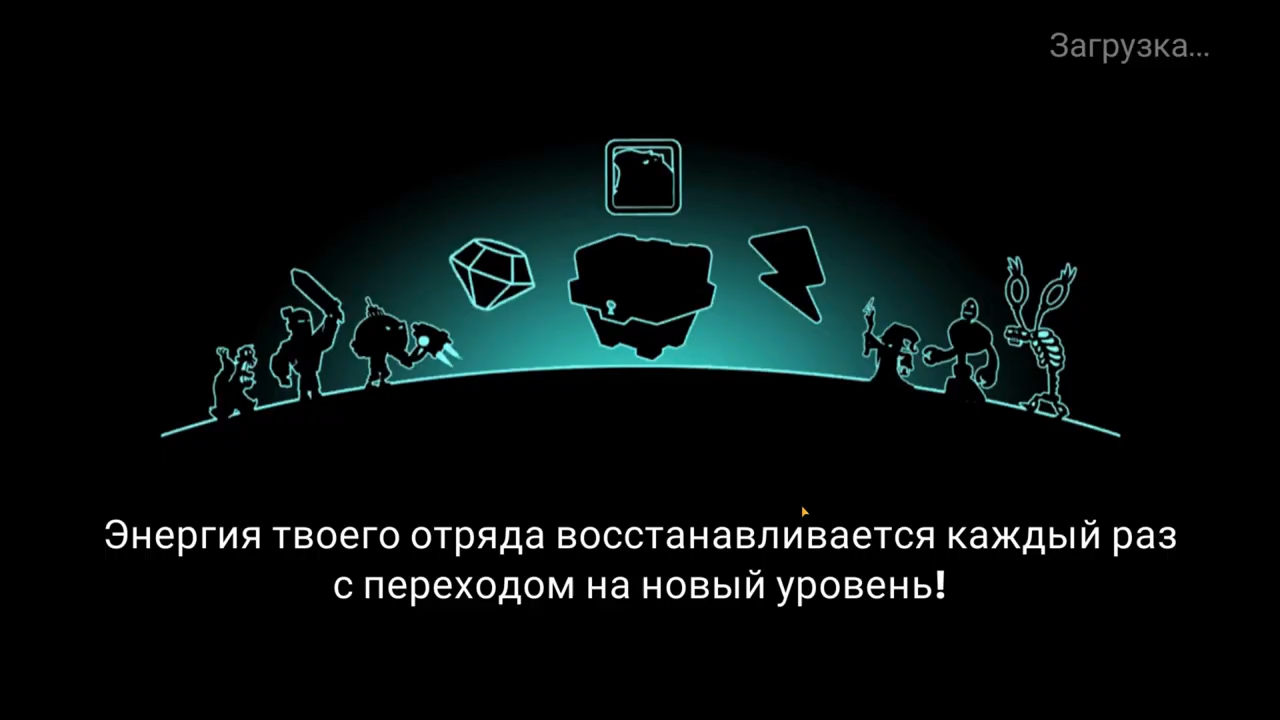 Загрузка...
Энергия твоего отряда восстанавливается каждый раз
с переходом на новый уровень!